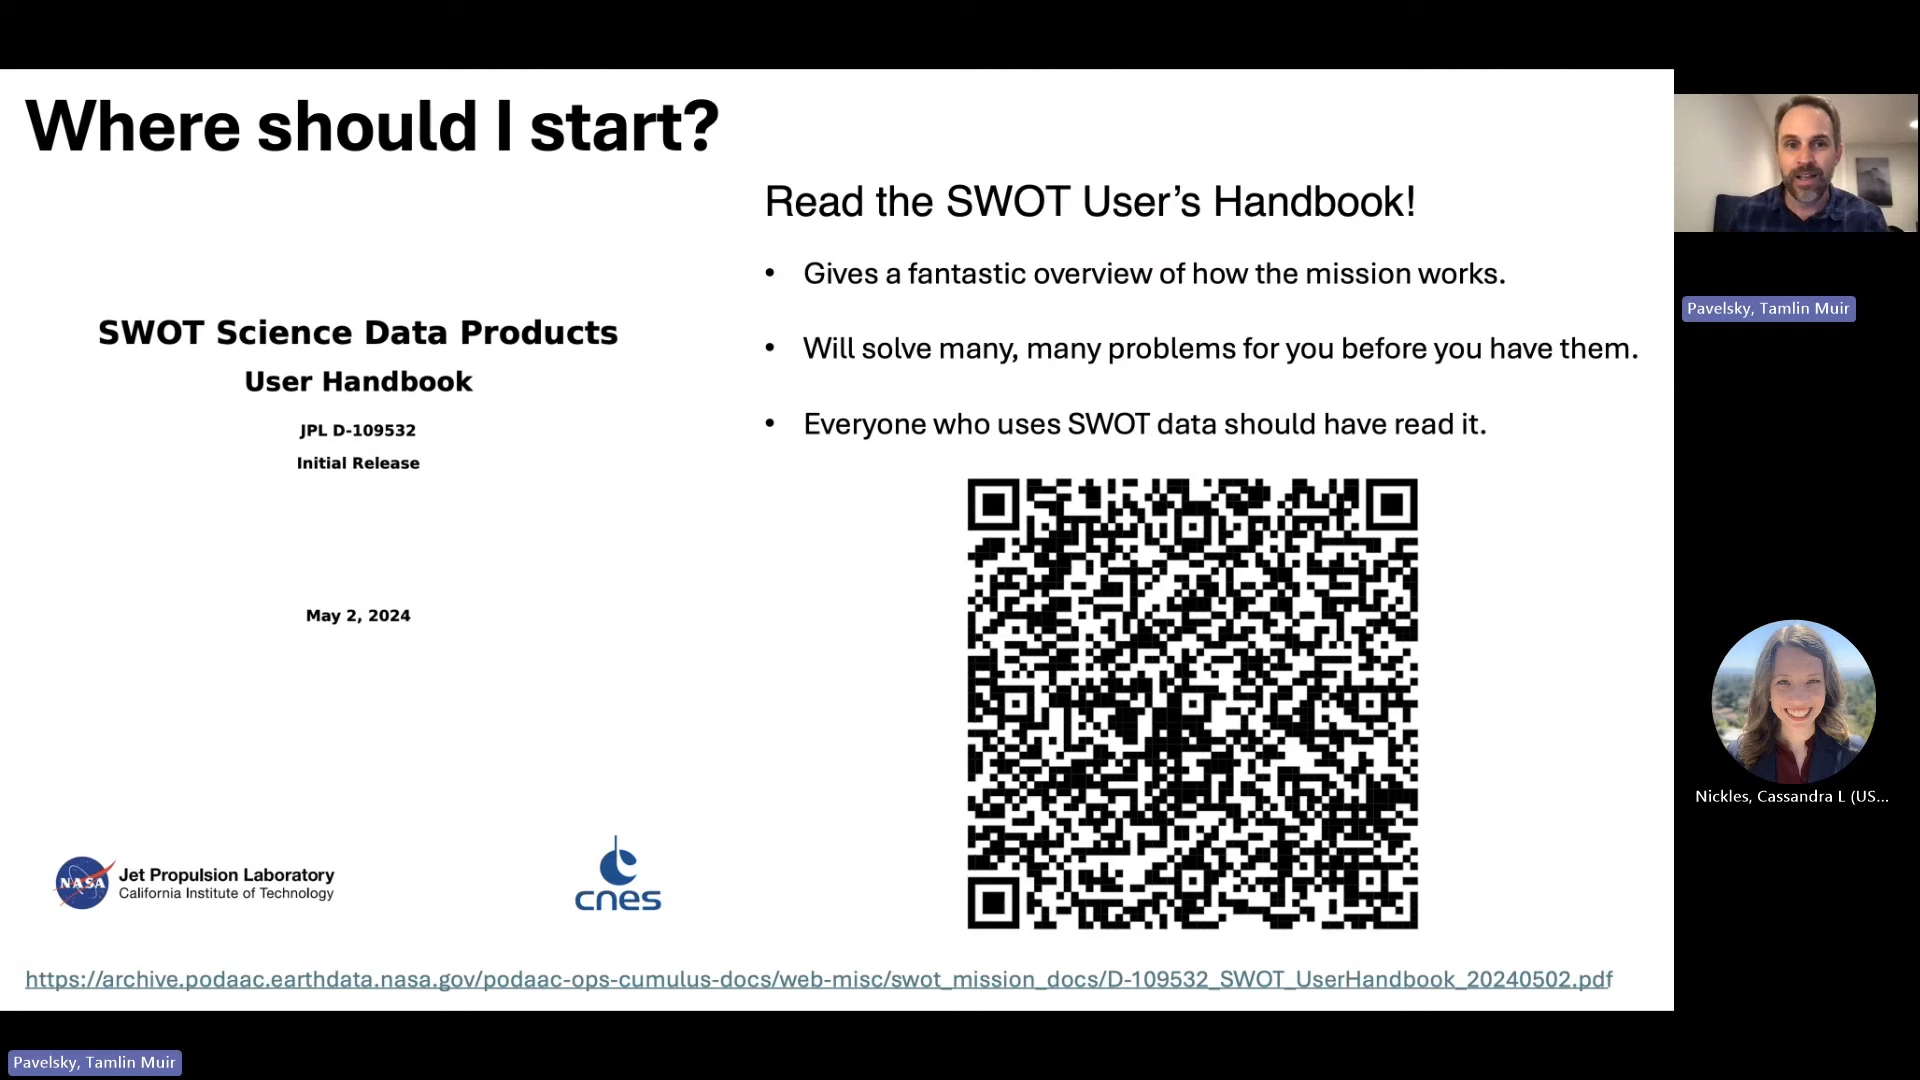 Where should I start?
Read the SWOT User’s Handbook!
• Gives a fantastic overview of how the mission works.
• Will solve many, many problems for you before you have them.
• Everyone who uses SWOT data should have read it.
SWOT Science Data Products
User Handbook
JPL D-109532
Initial Release
May 2, 2024
NASA
Jet Propulsion Laboratory
California Institute of Technology
cnes
https://archive.podaac.earthdata.nasa.gov/podaac-ops-cumulus-docs/web-misc/swot_mission_docs/D-109532_SWOT_UserHandbook_20240502.pdf
Pavelsky, Tamlin Muir
Nickles, Cassandra L (US...
Pavelsky, Tamlin Muir